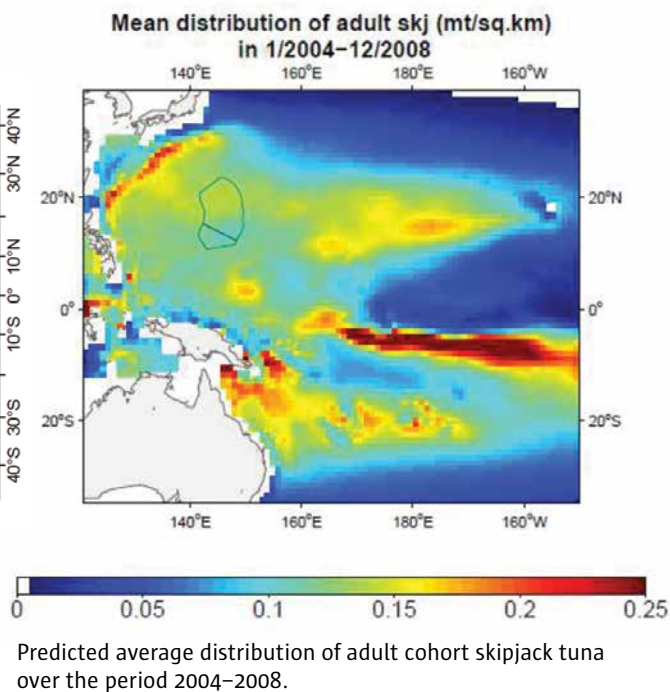 Mean distribution of adult skj (mt/sq.km)
in 1/2004−12/2008
140°E 160°E 180°E 160°W
40°N
30°N
10°N
0°
10°S
30°S
40°S
20°N
0°
20°S
20°N
0°
20°S
140°E 160°E 180°E 160°W
0 0.05 0.1 0.15 0.2 0.25
Predicted average distribution of adult cohort skipjack tuna
over the period 2004–2008.